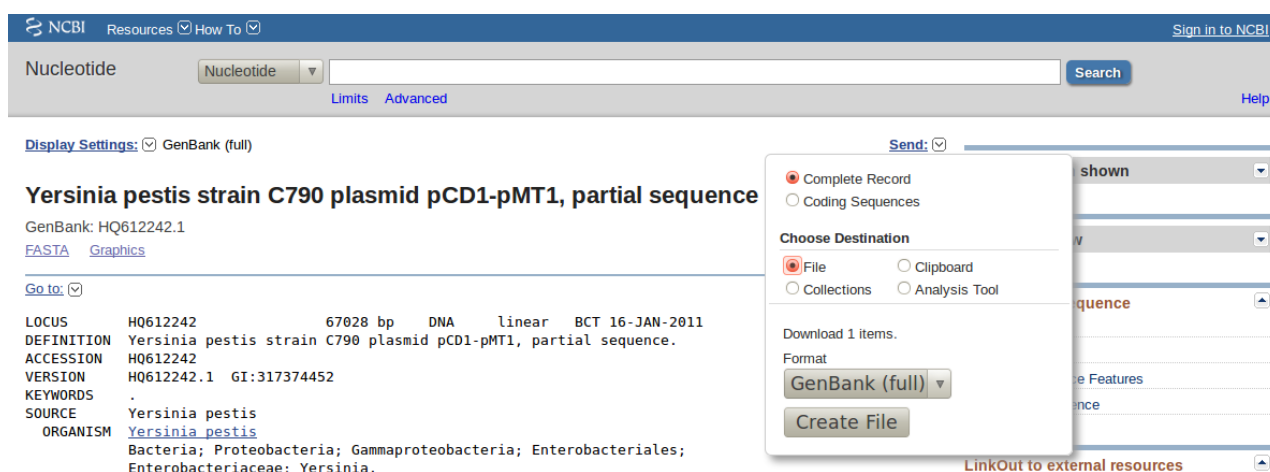 NCBI Resources How To Sign in to NCBI
Nucleotide Nucleotide Search
Limits Advanced Help
Display Settings: GenBank (full) Send:
Yersinia pestis strain C790 plasmid pCD1-pMT1, partial sequence
GenBank: HQ612242.1
FASTA Graphics
Go to:
LOCUS HQ612242 67028 bp DNA linear BCT 16-JAN-2011
DEFINITION Yersinia pestis strain C790 plasmid pCD1-pMT1, partial sequence.
ACCESSION HQ612242
VERSION HQ612242.1 GI:317374452
KEYWORDS .
SOURCE Yersinia pestis
ORGANISM Yersinia pestis
Bacteria; Proteobacteria; Gammaproteobacteria; Enterobacteriales;
Enterobacteriaceae; Yersinia.
Complete Record
Coding Sequences
Choose Destination
File Clipboard
Collections Analysis Tool
Download 1 items.
Format
GenBank (full)
Create File
shown
quence
Features
LinkOut to external resources